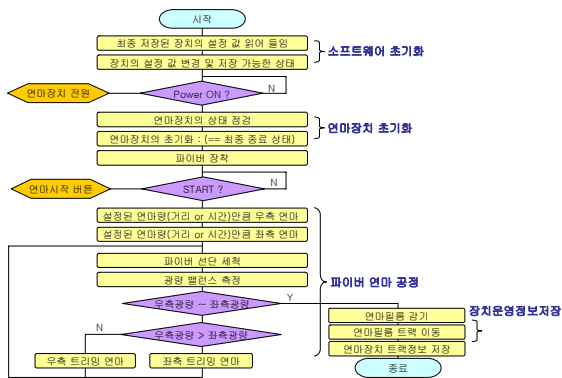 시작
최종 저장된 장치의 설정 값 읽어 들임
장치의 설정 값 변경 및 저장 가능한 상태
소프트웨어 초기화
연마장치 전원
Power ON ?
N
연마장치의 상태 점검
연마장치의 초기화 : (== 최종 종료 상태)
연마장치 초기화
파이버 장착
연마시작 버튼
START ?
N
설정된 연마량(거리 or 시간)만큼 우측 연마
설정된 연마량(거리 or 시간)만큼 좌측 연마
파이버 선단 세척
광량 밸런스 측정
파이버 연마 공정
우측광량 ~ 좌측광량
Y
우측광량 > 좌측광량
N
우측 트리밍 연마
좌측 트리밍 연마
연마필름 감기
연마필름 트랙 이동
연마장치 트랙정보 저장
장치운영정보저장
종료